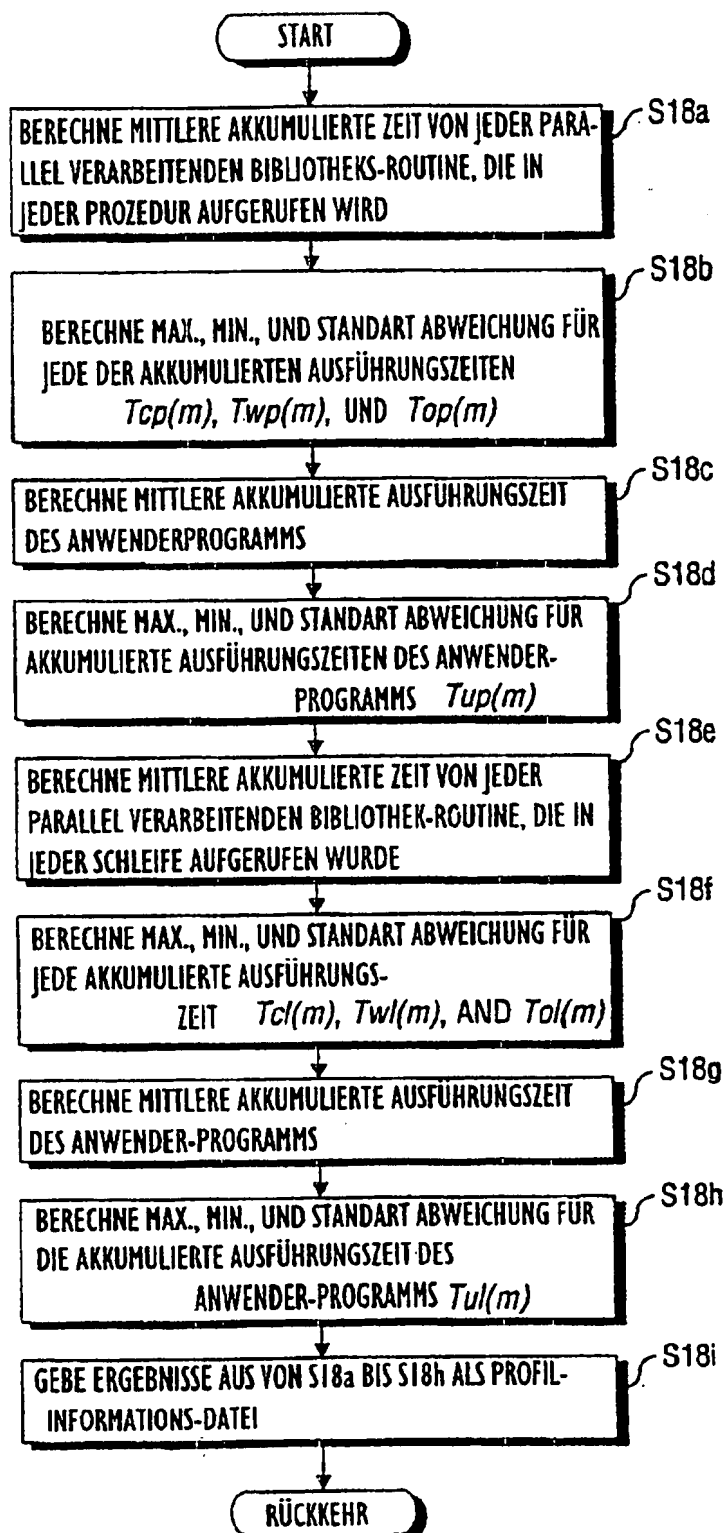 START
S18a
BERECHNE MITTLERE AKKUMULIERTE ZEIT VON JEDER PARA-
LLEL VERARBEITENDEN BIBLIOTHEKS-ROUTINE, DIE IN
JEDER PROZEDUR AUFGERUFEN WIRD
S18b
BERECHNE MAX., MIN., UND STANDART ABWEICHUNG FÜR
JEDE DER AKKUMULIERTEN AUSFÜHRUNGSZEITEN
Tcp(m), Twp(m), UND Top(m)
S18c
BERECHNE MITTLERE AKKUMULIERTE AUSFÜHRUNGSZEIT
DES ANWENDERPROGRAMMS
S18d
BERECHNE MAX., MIN., UND STANDART ABWEICHUNG FÜR
AKKUMULIERTE AUSFÜHRUNGSZEITEN DES ANWENDER-
PROGRAMMS Tup(m)
S18e
BERECHNE MITTLERE AKKUMULIERTE ZEIT VON JEDER
PARALLEL VERARBEITENDEN BIBLIOTHEK-ROUTINE, DIE IN
JEDER SCHLEIFE AUFGERUFEN WURDE
S18f
BERECHNE MAX., MIN., UND STANDART ABWEICHUNG FÜR
JEDE AKKUMULIERTE AUSFÜHRUNGS-
ZEIT Tcl(m), Twl(m), AND Tol(m)
S18g
BERECHNE MITTLERE AKKUMULIERTE AUSFÜHRUNGSZEIT
DES ANWENDER-PROGRAMMS
S18h
BERECHNE MAX., MIN., UND STANDART ABWEICHUNG FÜR
DIE AKKUMULIERTE AUSFÜHRUNGSZEIT DES
ANWENDER-PROGRAMMS Tul(m)
S18i
GEBE ERGEBNISSE AUS VON S18a BIS S18h ALS PROFIL-
INFORMATIONS-DATEI
RÜCKKEHR